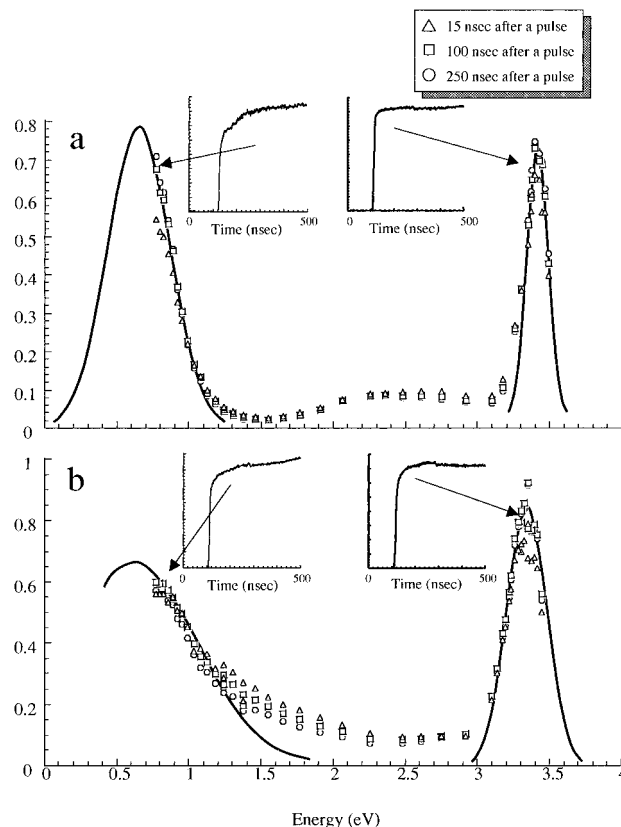 △ 15 nsec after a pulse
□ 100 nsec after a pulse
○ 250 nsec after a pulse
a
0.8
0.7
0.6
0.5
0.4
0.3
0.2
0.1
0
0
500
Time (nsec)
0
500
Time (nsec)
b
1
0.8
0.6
0.4
0.2
0
0
500
Time (nsec)
0
500
Time (nsec)
0 0.5 1 1.5 2 2.5 3 3.5 4
Energy (eV)